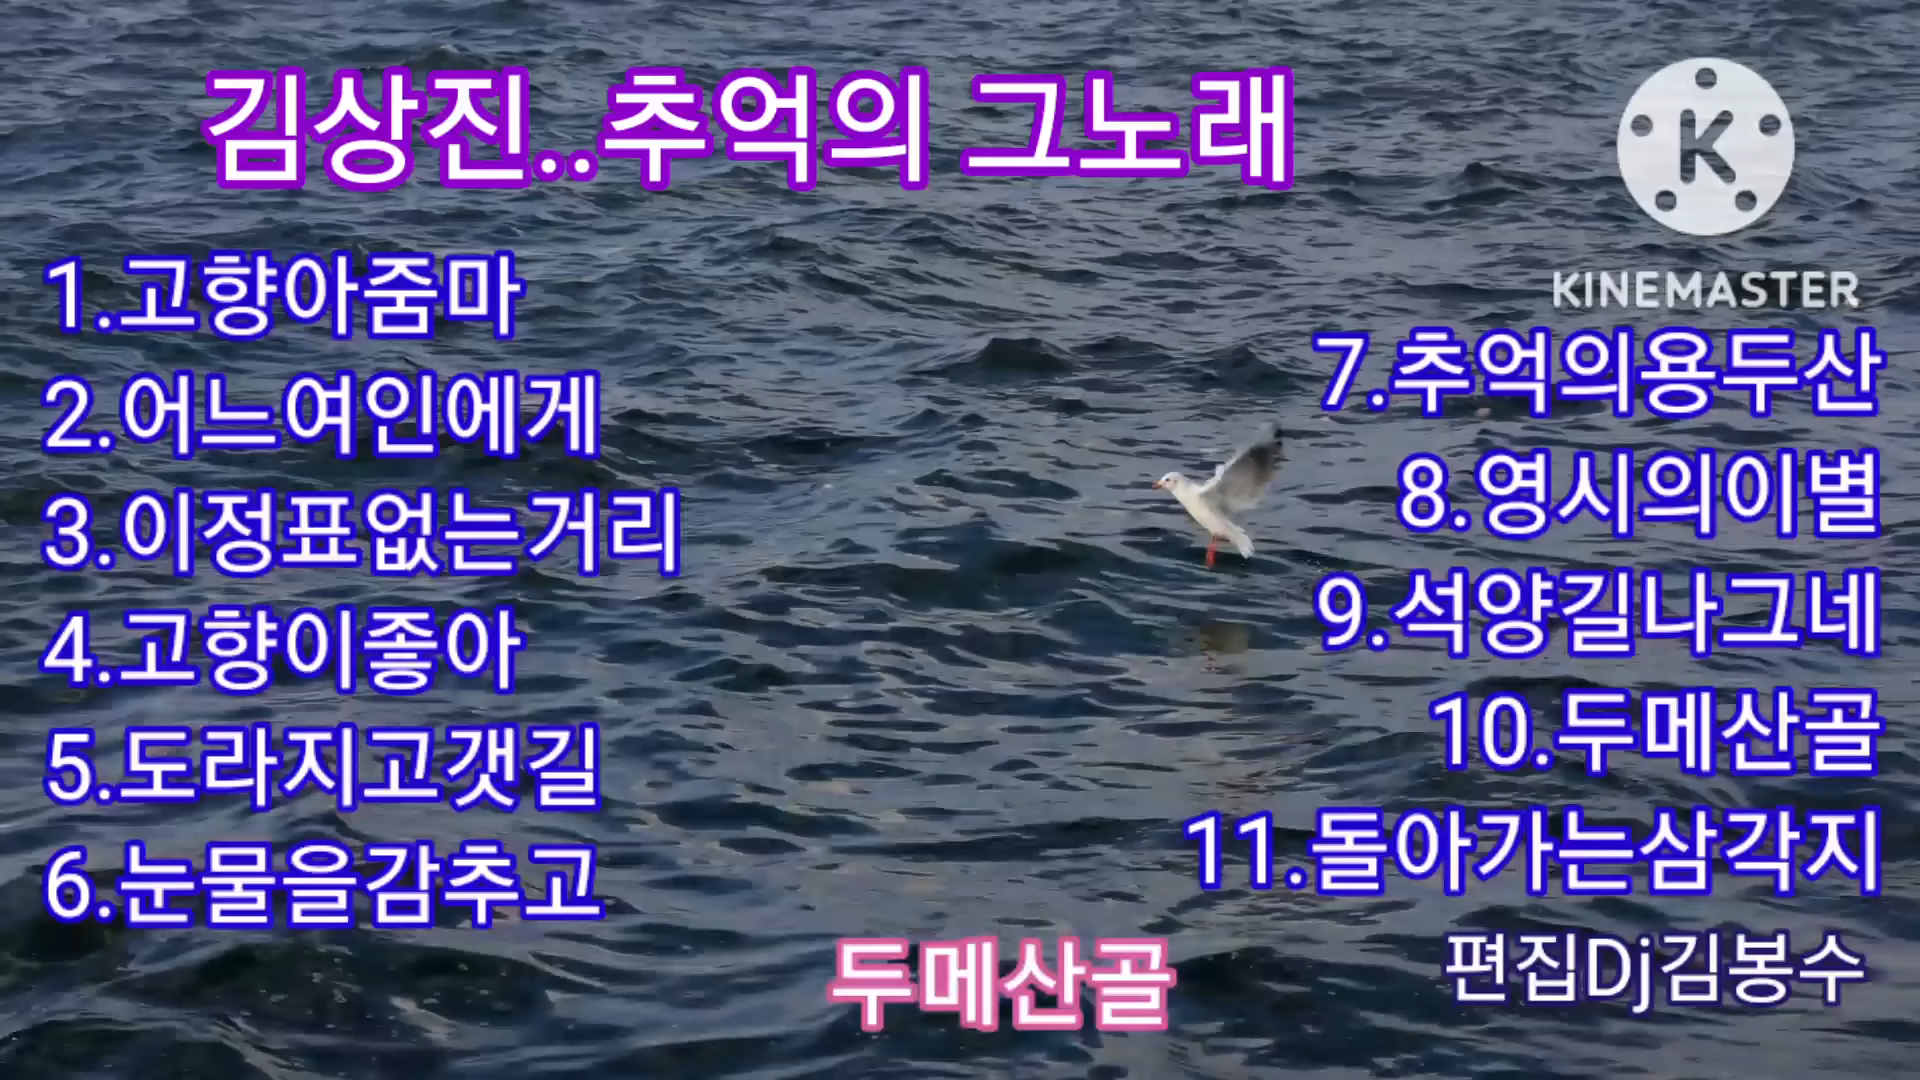 김상진..추억의 그노래
K
KINEMASTER
1.고향아줌마
2.어느여인에게
3.이정표없는거리
4.고향이좋아
5.도라지고갯길
6.눈물을감추고
7.추억의용두산
8.영시의이별
9.석양길나그네
10.두메산골
11.돌아가는삼각지
두메산골
편집Dj김봉수